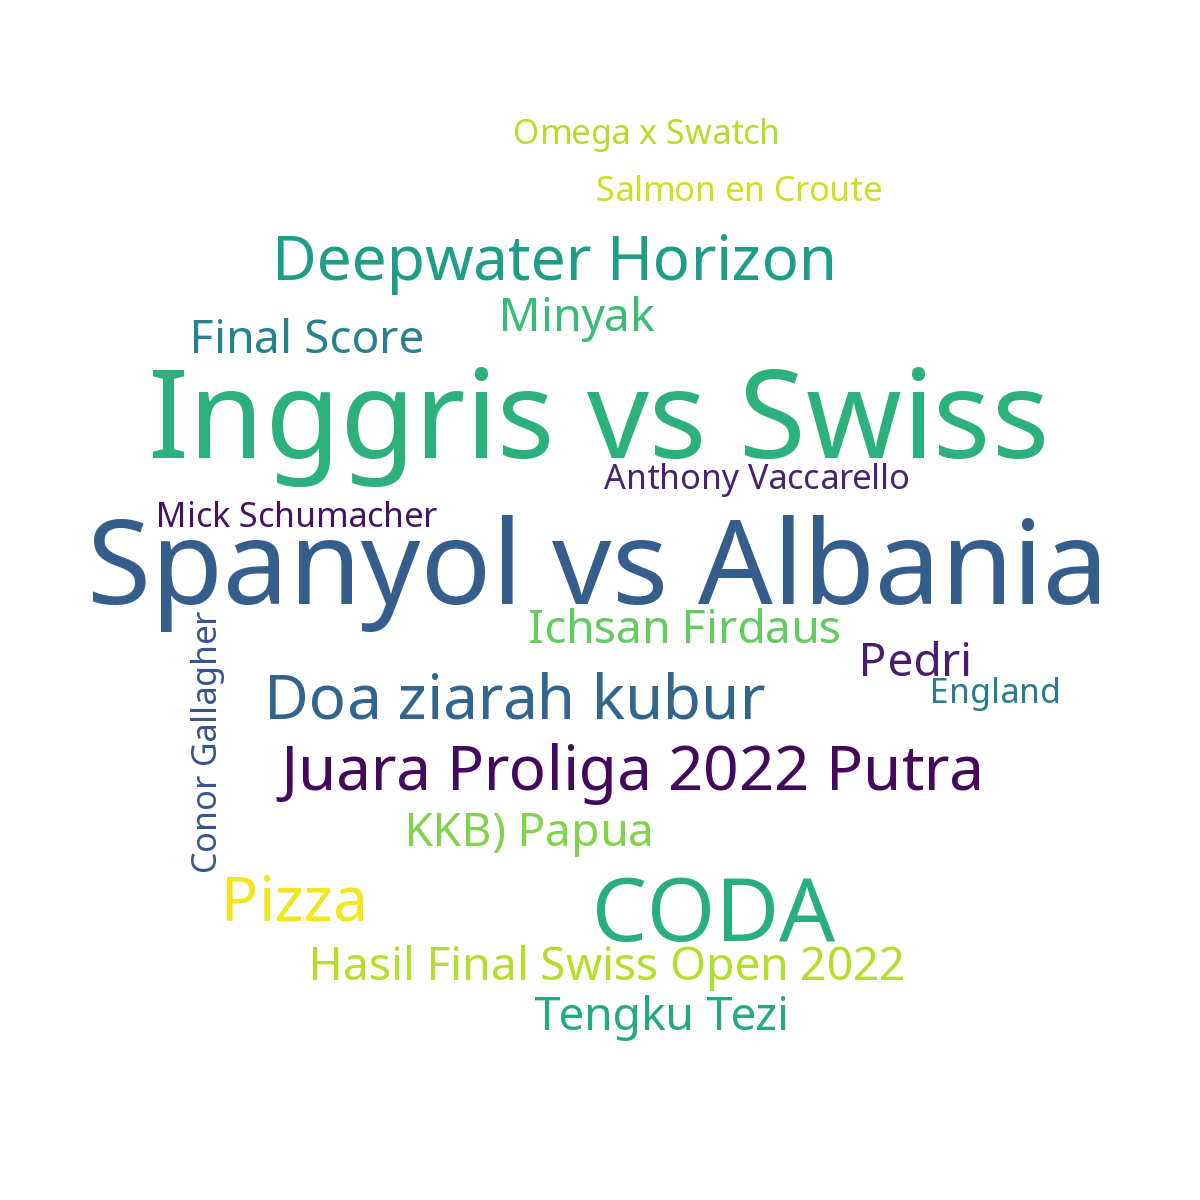 Omega x Swatch
Salmon en Croute
Deepwater Horizon
Minyak
Final Score
Inggris vs Swiss
Anthony Vaccarello
Mick Schumacher
Spanyol vs Albania
Ichsan Firdaus
Pedri
England
Conor Gallagher
Doa ziarah kubur
Juara Proliga 2022 Putra
KKB) Papua
Pizza
CODA
Hasil Final Swiss Open 2022
Tengku Tezi